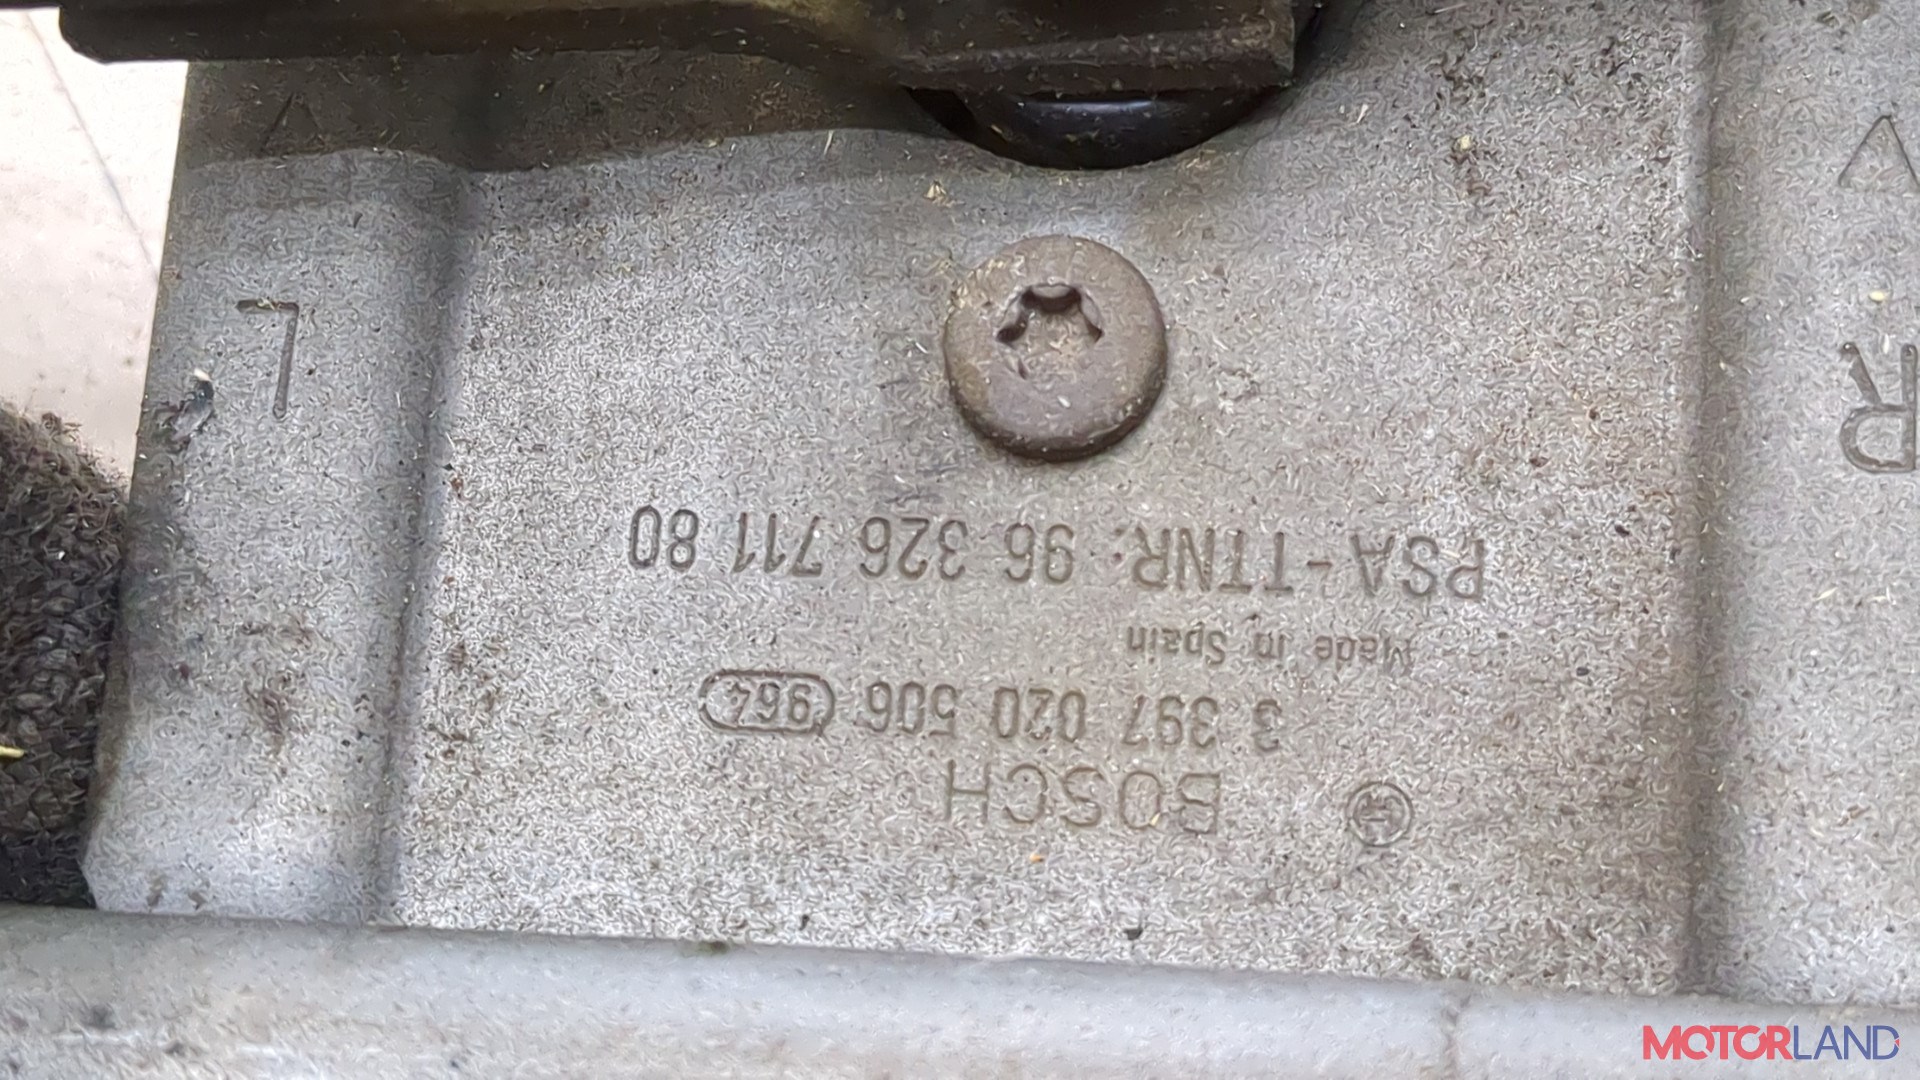 BOSCH
3 397 020 506 964
Made in Spain
PSA-TTNR: 96 326 711 80
R
L
MOTORLAND